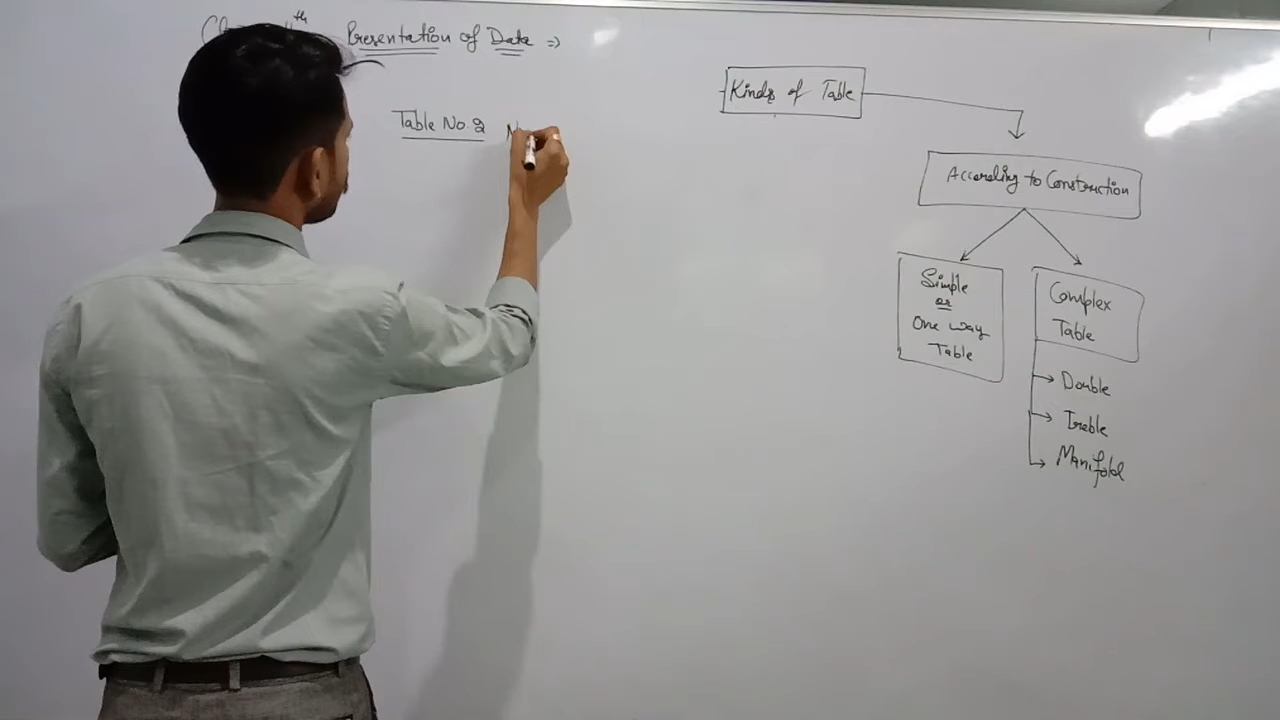 Presentation of Data =>
Table No. 2
Kinds of Table
According to Construction
Simple
or
One way
Table
Complex
Table
Double
Treble
Manifold